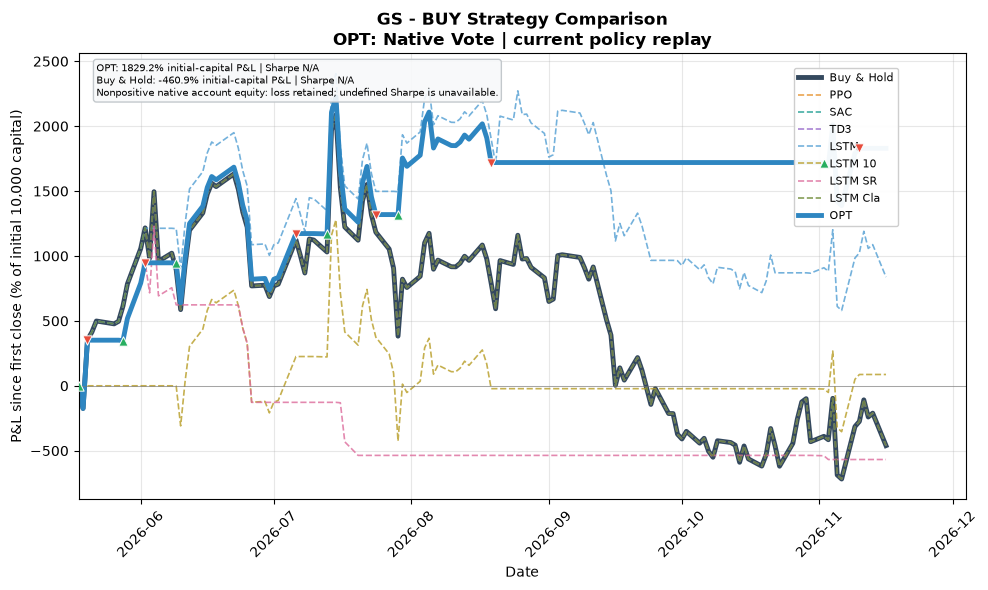 GS - BUY Strategy Comparison
OPT: Native Vote | current policy replay
OPT: 1829.2% initial-capital P&L | Sharpe N/A
Buy & Hold: -460.9% initial-capital P&L | Sharpe N/A
Nonpositive native account equity: loss retained; undefined Sharpe is unavailable.
Buy & Hold
PPO
SAC
TD3
LSTM
LSTM 10
LSTM SR
LSTM Cla
OPT
P&L since first close (% of initial 10,000 capital)
2500
2000
1500
1000
500
0
−500
2026-06
2026-07
2026-08
2026-09
2026-10
2026-11
2026-12
Date